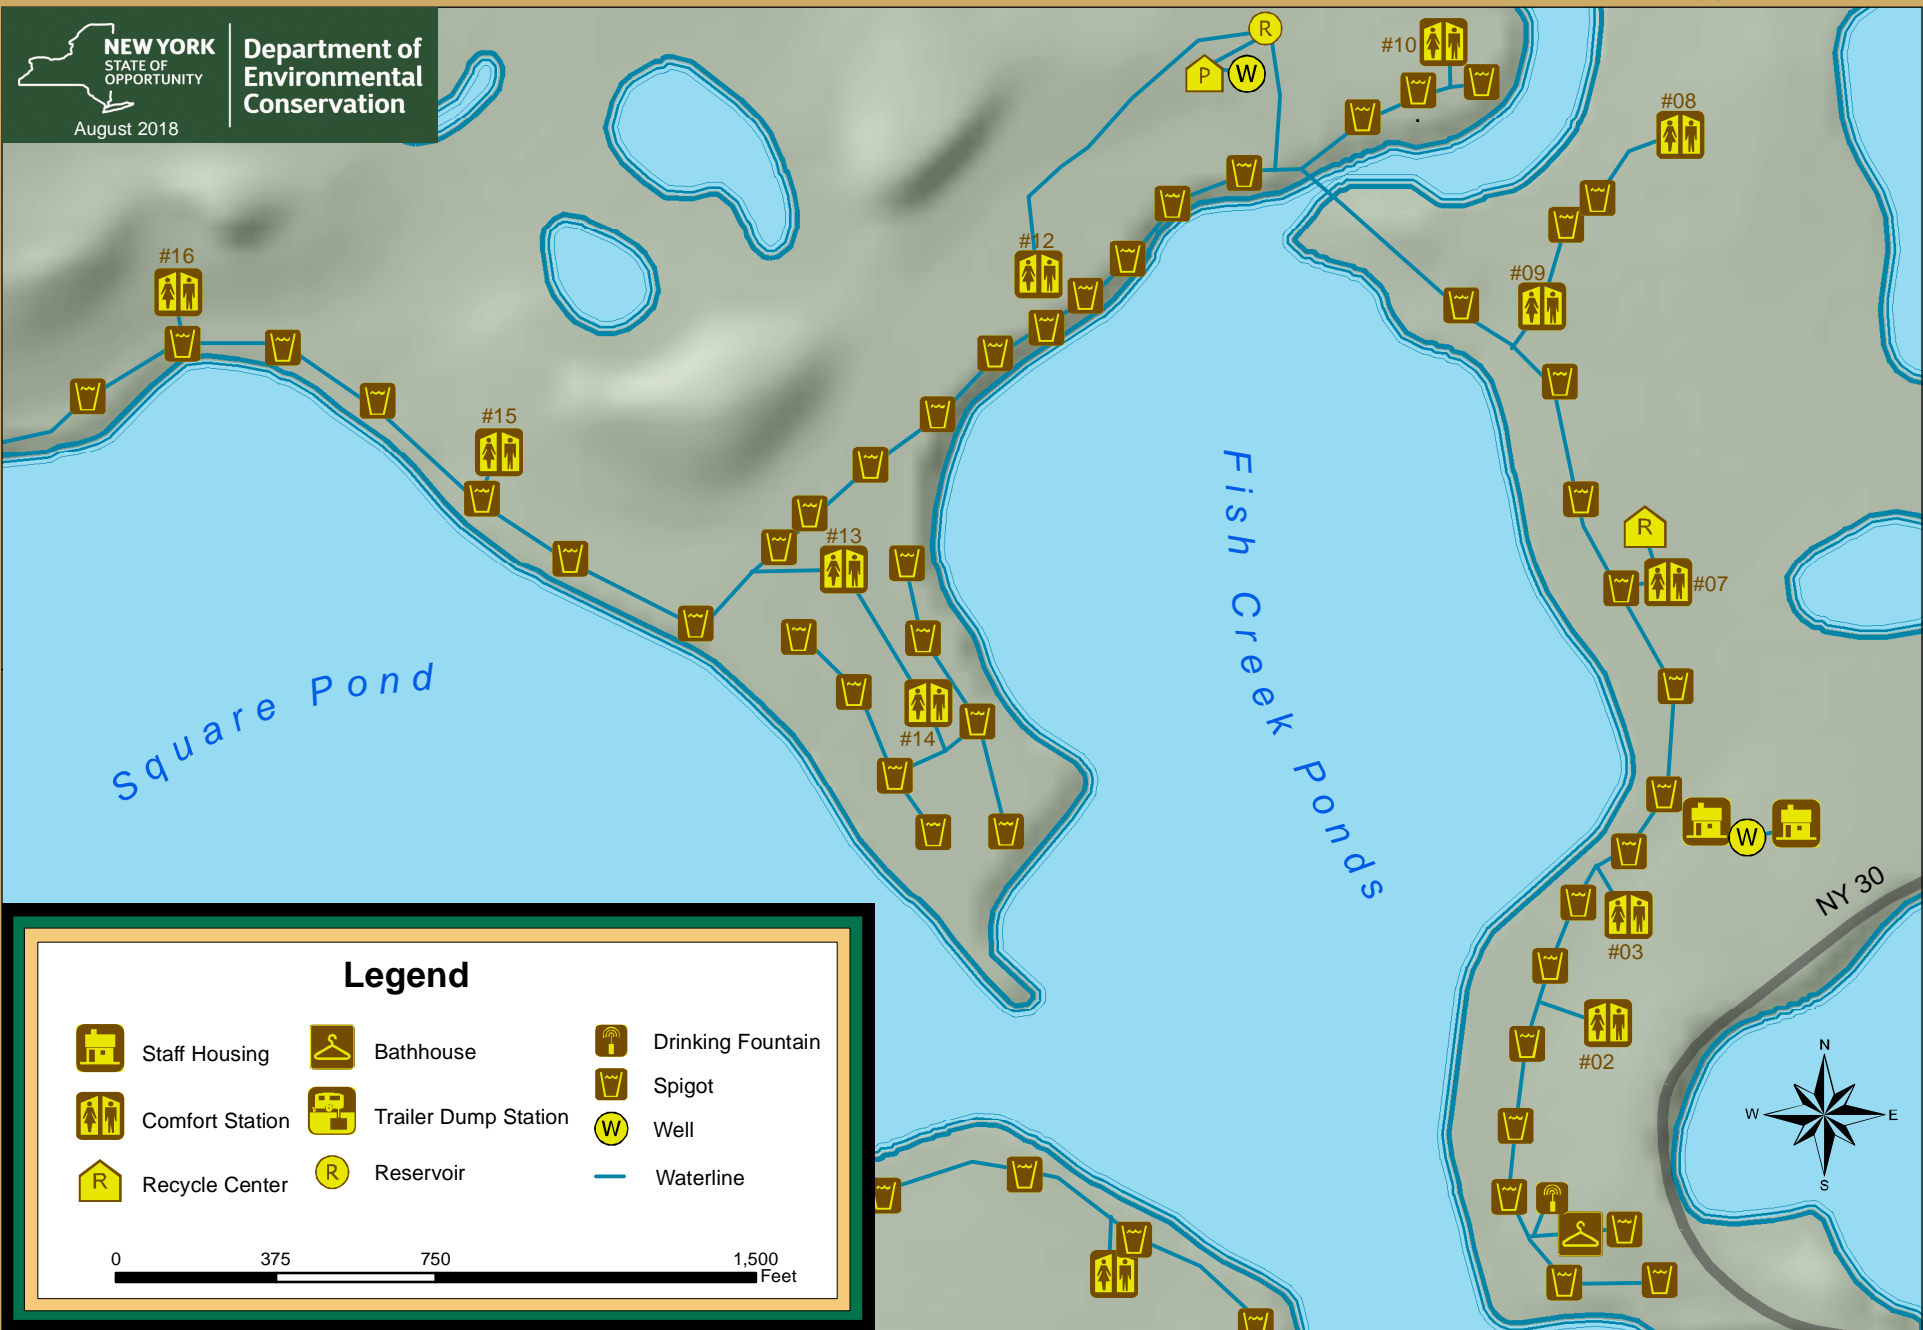 NEW YORK
STATE OF
OPPORTUNITY
Department of
Environmental
Conservation
August 2018
R
P
W
#10
#08
#12
#09
#16
#15
#13
R
#07
#14
W
NY 30
#03
#02
Square Pond
Fish Creek Ponds
N
W
E
S
Legend
Staff Housing
Bathhouse
Drinking Fountain
Spigot
Comfort Station
Trailer Dump Station
W
Well
R
Recycle Center
R
Reservoir
Waterline
0 375 750 1,500
Feet